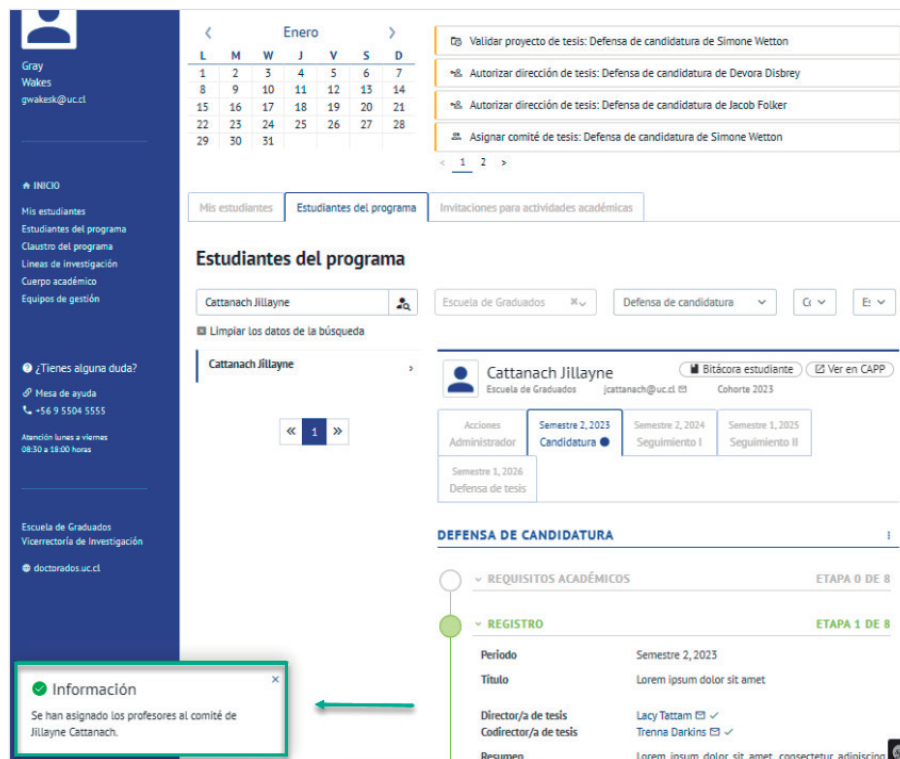 Gray
Wakes
gwakesk@uc.cl
INICIO
Mis estudiantes
Estudiantes del programa
Claustro del programa
Lineas de investigación
Cuerpo académico
Equipos de gestión
¿Tienes alguna duda?
Mesa de ayuda
+56 9 5504 5555
Atención lunes a viernes
08:30 a 18:00 horas
Escuela de Graduados
Vicerrectoría de Investigación
doctorados.uc.cl
Enero
L M W J V S D
1 2 3 4 5 6 7
8 9 10 11 12 13 14
15 16 17 18 19 20 21
22 23 24 25 26 27 28
29 30 31
Validar proyecto de tesis: Defensa de candidatura de Simone Wetton
Autorizar dirección de tesis: Defensa de candidatura de Devora Disbrey
Autorizar dirección de tesis: Defensa de candidatura de Jacob Folker
Asignar comité de tesis: Defensa de candidatura de Simone Wetton
< 1 2 >
Mis estudiantes Estudiantes del programa Invitaciones para actividades académicas
Estudiantes del programa
Cattanach Jillayne
Escuela de Graduados Defensa de candidatura
Limpiar los datos de la búsqueda
Cattanach Jillayne
« 1 »
Cattanach Jillayne Bitácora estudiante Ver en CAPP
Escuela de Graduados jcattanach@uc.cl Cohorte 2023
Acciones
Administrador
Semestre 2, 2023
Candidatura
Semestre 2, 2024
Seguimiento I
Semestre 1, 2025
Seguimiento II
Semestre 1, 2026
Defensa de tesis
DEFENSA DE CANDIDATURA
REQUISITOS ACADÉMICOS ETAPA 0 DE 8
REGISTRO ETAPA 1 DE 8
Periodo Semestre 2, 2023
Título Lorem ipsum dolor sit amet
Director/a de tesis Lacy Tattam
Codirector/a de tesis Trenna Darkins
Resumen Lorem ipsum dolor sit amet, consectetur adipiscing
Información
Se han asignado los profesores al comité de
Jillayne Cattanach.